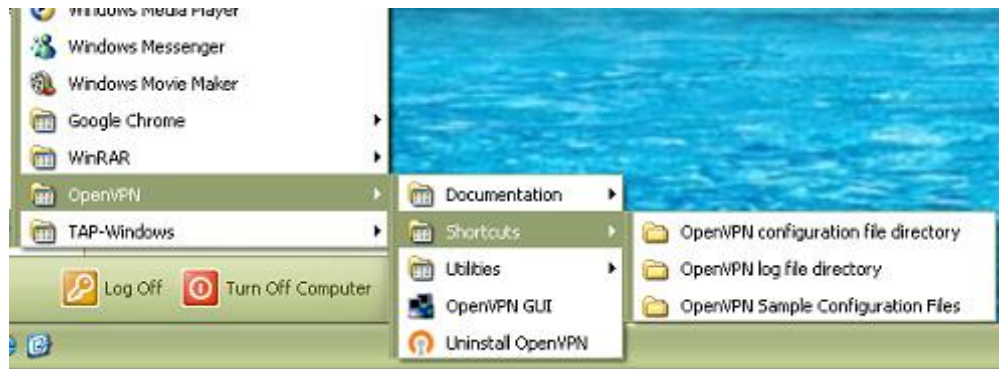 Windows Media Player
Windows Messenger
Windows Movie Maker
Google Chrome
WinRAR
OpenVPN
TAP-Windows
Log Off
Turn Off Computer
Documentation
Shortcuts
Utilities
OpenVPN GUI
Uninstall OpenVPN
OpenVPN configuration file directory
OpenVPN log file directory
OpenVPN Sample Configuration Files